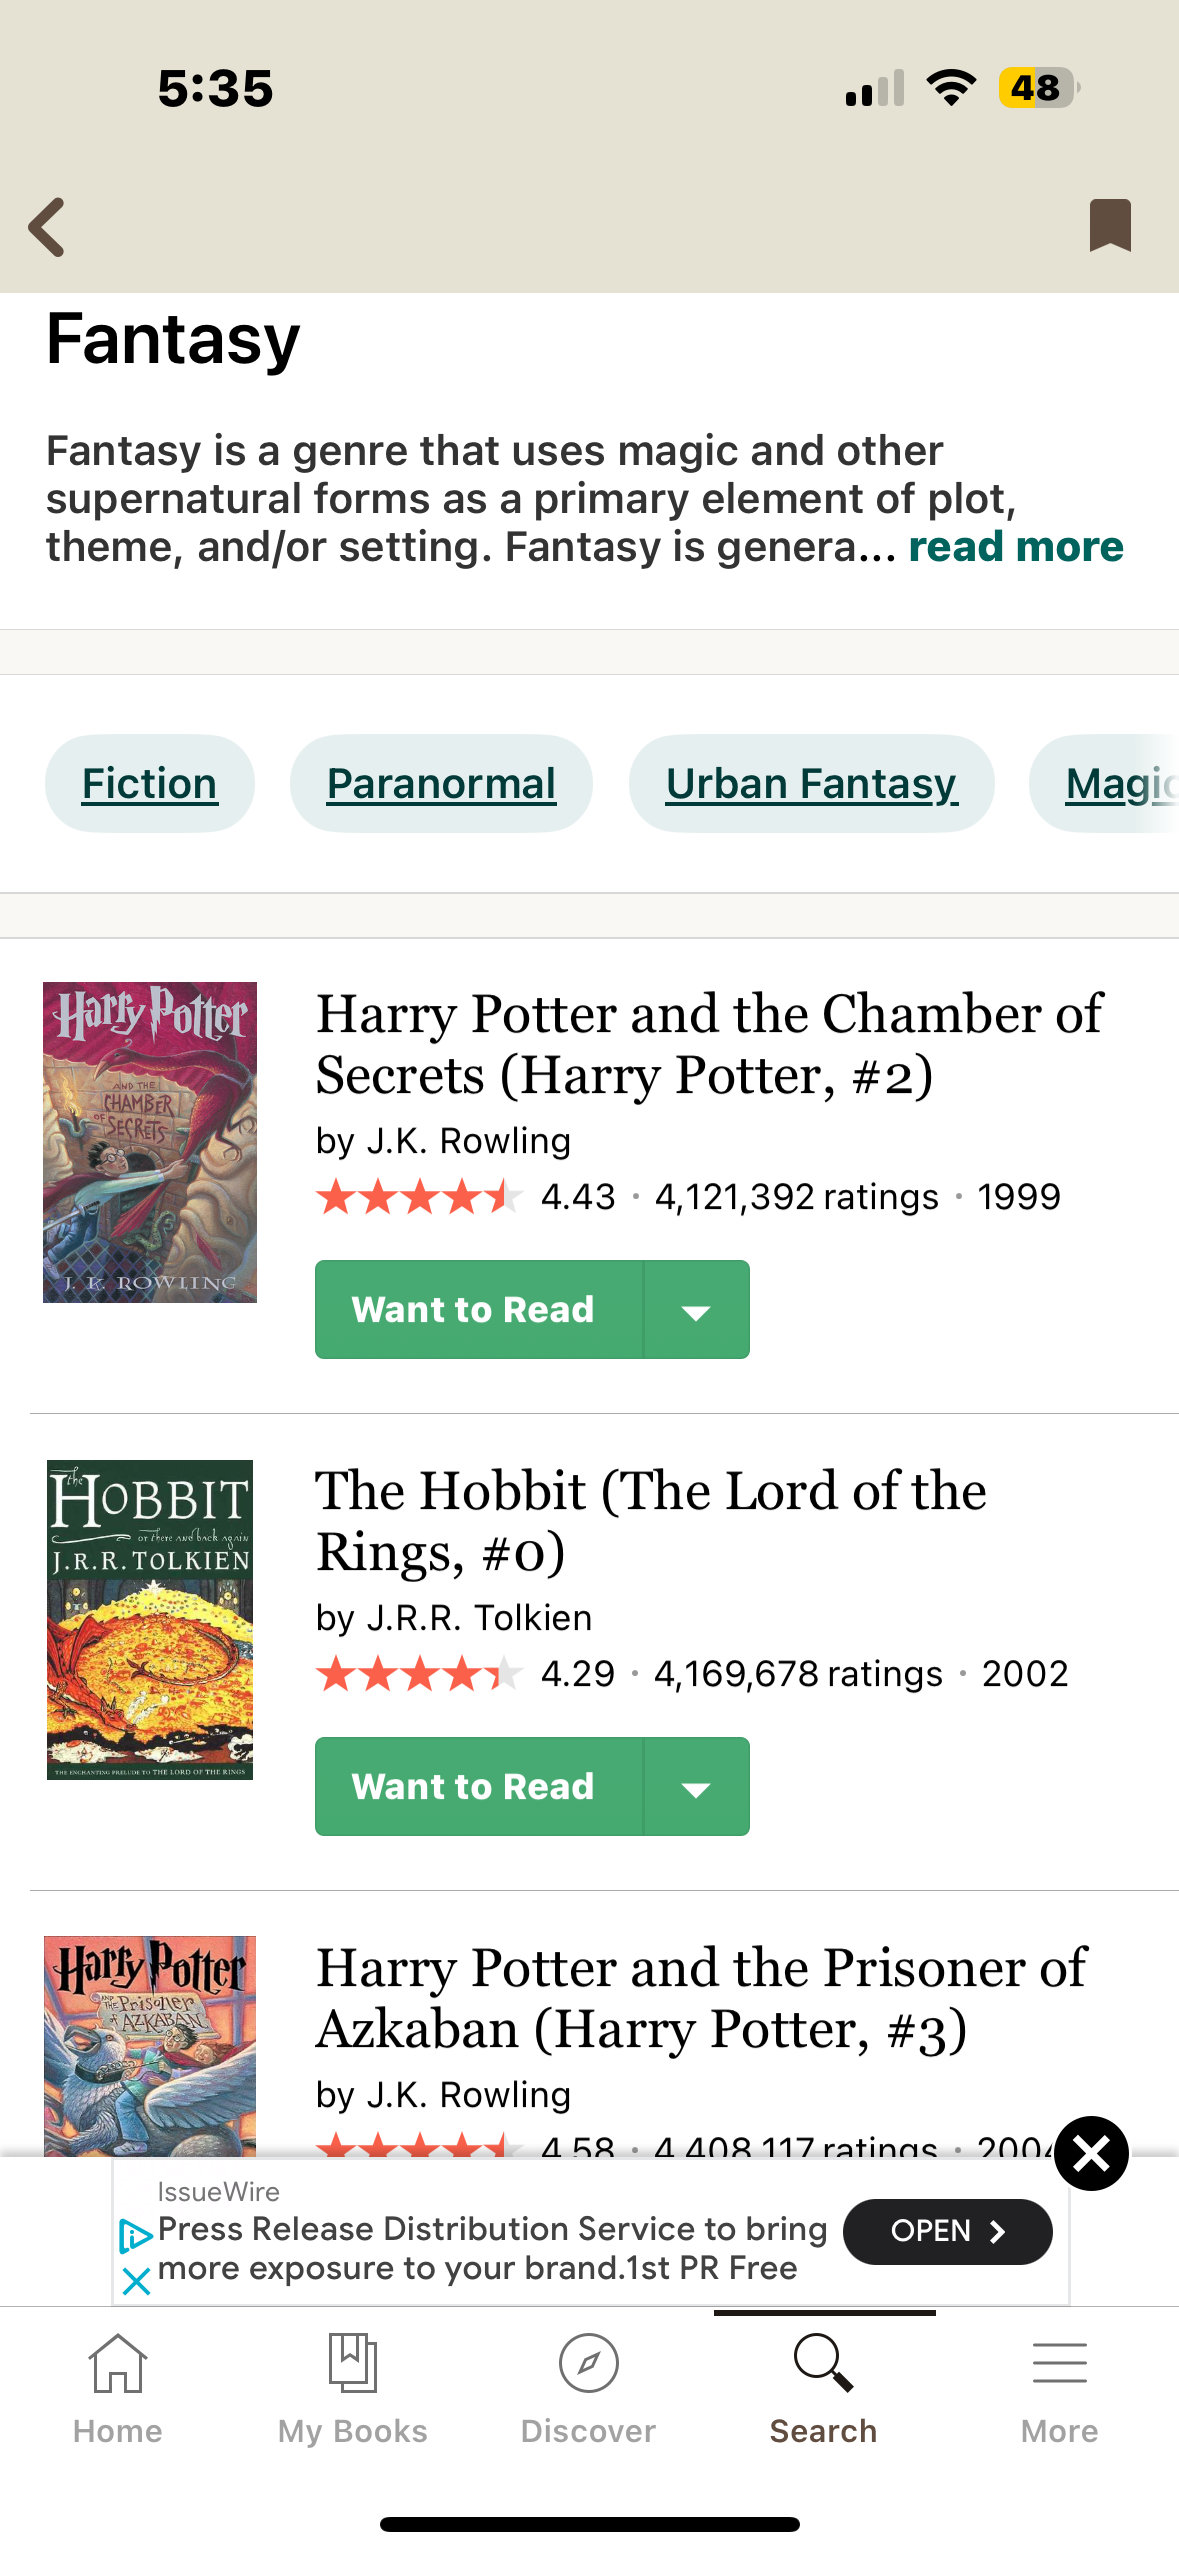 5:35
48
Fantasy
Fantasy is a genre that uses magic and other
supernatural forms as a primary element of plot,
theme, and/or setting. Fantasy is genera... read more
Fiction Paranormal Urban Fantasy Magic
Harry Potter
AND THE
CHAMBER
OF SECRETS
J. K. ROWLING
Harry Potter and the Chamber of
Secrets (Harry Potter, #2)
by J.K. Rowling
4.43 · 4,121,392 ratings · 1999
Want to Read
the
HOBBIT
or there and back again
J.R.R. TOLKIEN
THE ENCHANTING PRELUDE TO THE LORD OF THE RINGS
The Hobbit (The Lord of the
Rings, #0)
by J.R.R. Tolkien
4.29 · 4,169,678 ratings · 2002
Want to Read
Harry Potter
AND THE Prisoner
OF AZKABAN
Harry Potter and the Prisoner of
Azkaban (Harry Potter, #3)
by J.K. Rowling
4.58 · 4,408,117 ratings · 2004
IssueWire
Press Release Distribution Service to bring
more exposure to your brand.1st PR Free
OPEN
Home My Books Discover Search More